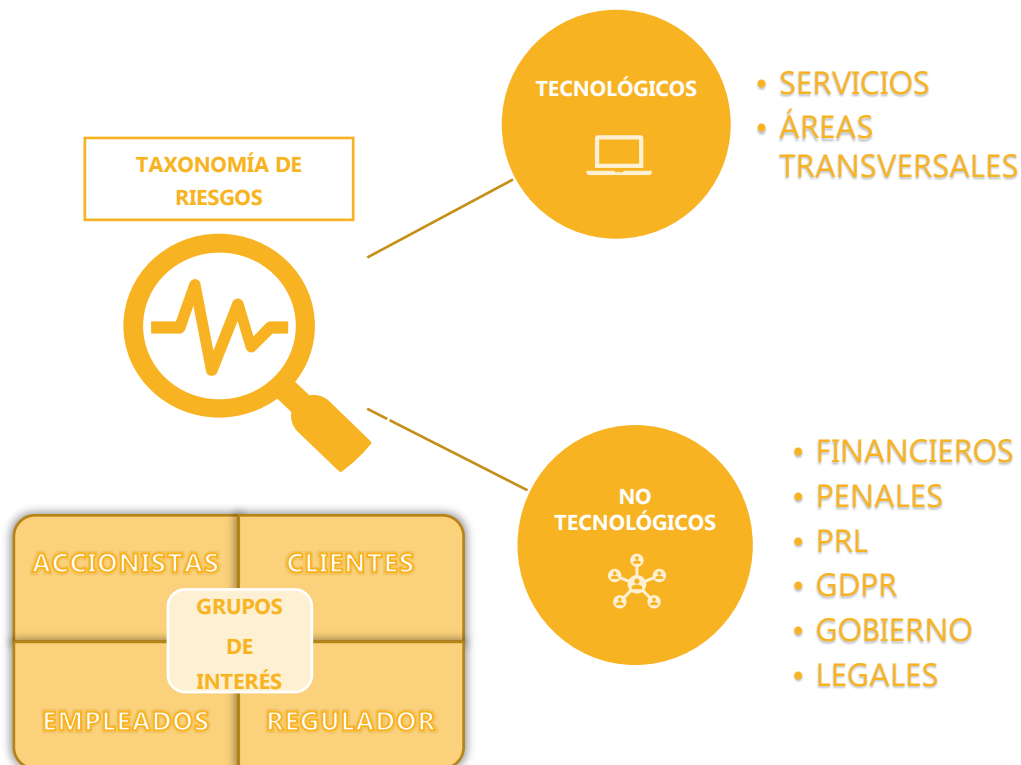 TAXONOMÍA DE
RIESGOS
TECNOLÓGICOS
• SERVICIOS
• ÁREAS
TRANSVERSALES
NO
TECNOLÓGICOS
• FINANCIEROS
• PENALES
• PRL
• GDPR
• GOBIERNO
• LEGALES
ACCIONISTAS
CLIENTES
GRUPOS
DE
INTERÉS
EMPLEADOS
REGULADOR